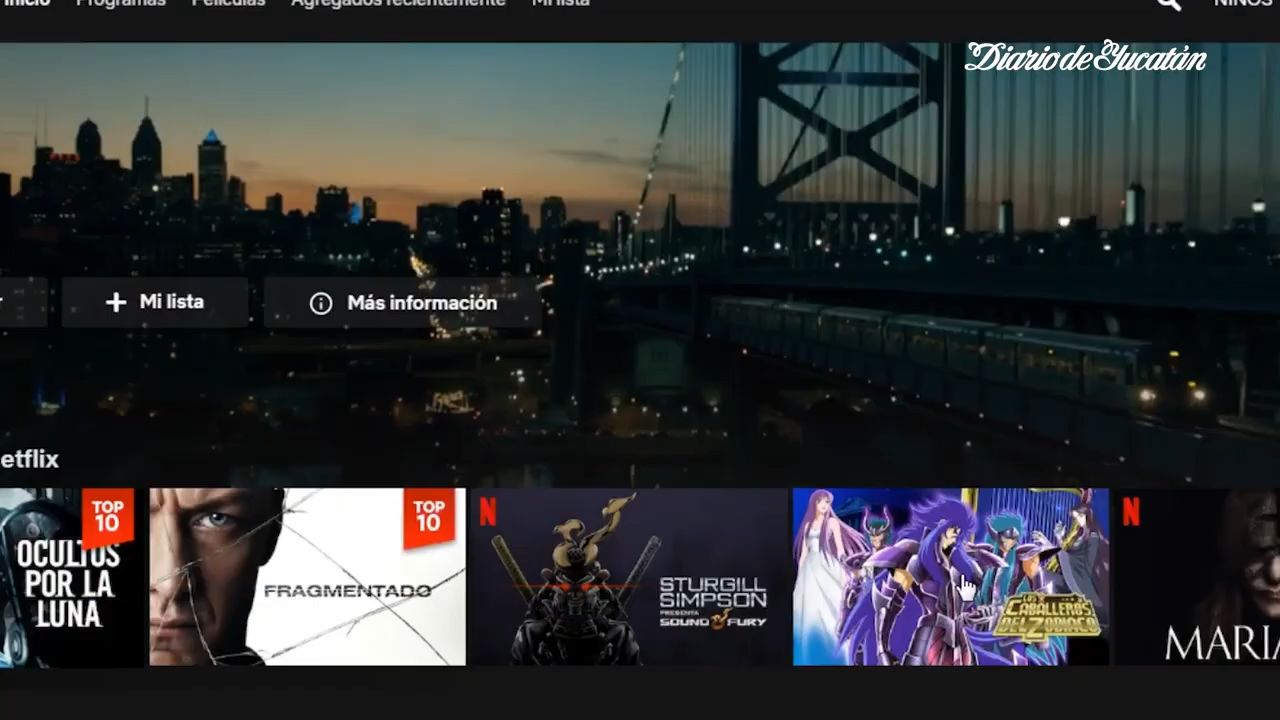 Inicio Programas Películas Agregados recientemente Mi lista NIÑOS
Diario de Yucatán
+ Mi lista
Más información
etflix
TOP
10
OCULTOS
POR LA
LUNA
TOP
10
FRAGMENTADO
N
STURGILL
SIMPSON
PRESENTA
SOUND & FURY
LOS
CABALLEROS
DEL ZODIACO
N
MARIA